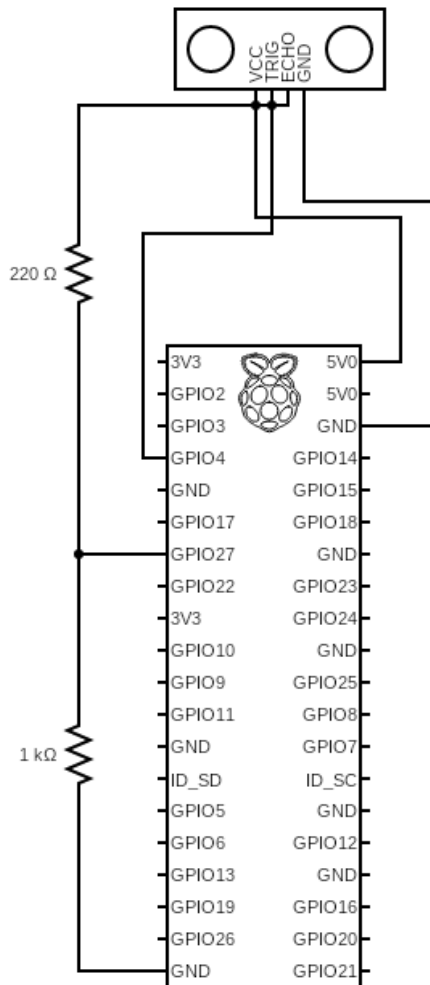 VCC
TRIG
ECHO
GND
220 Ω
1 kΩ
3V3
GPIO2
GPIO3
GPIO4
GND
GPIO17
GPIO27
GPIO22
3V3
GPIO10
GPIO9
GPIO11
GND
ID_SD
GPIO5
GPIO6
GPIO13
GPIO19
GPIO26
GND
5V0
5V0
GND
GPIO14
GPIO15
GPIO18
GND
GPIO23
GPIO24
GND
GPIO25
GPIO8
GPIO7
ID_SC
GND
GPIO12
GND
GPIO16
GPIO20
GPIO21